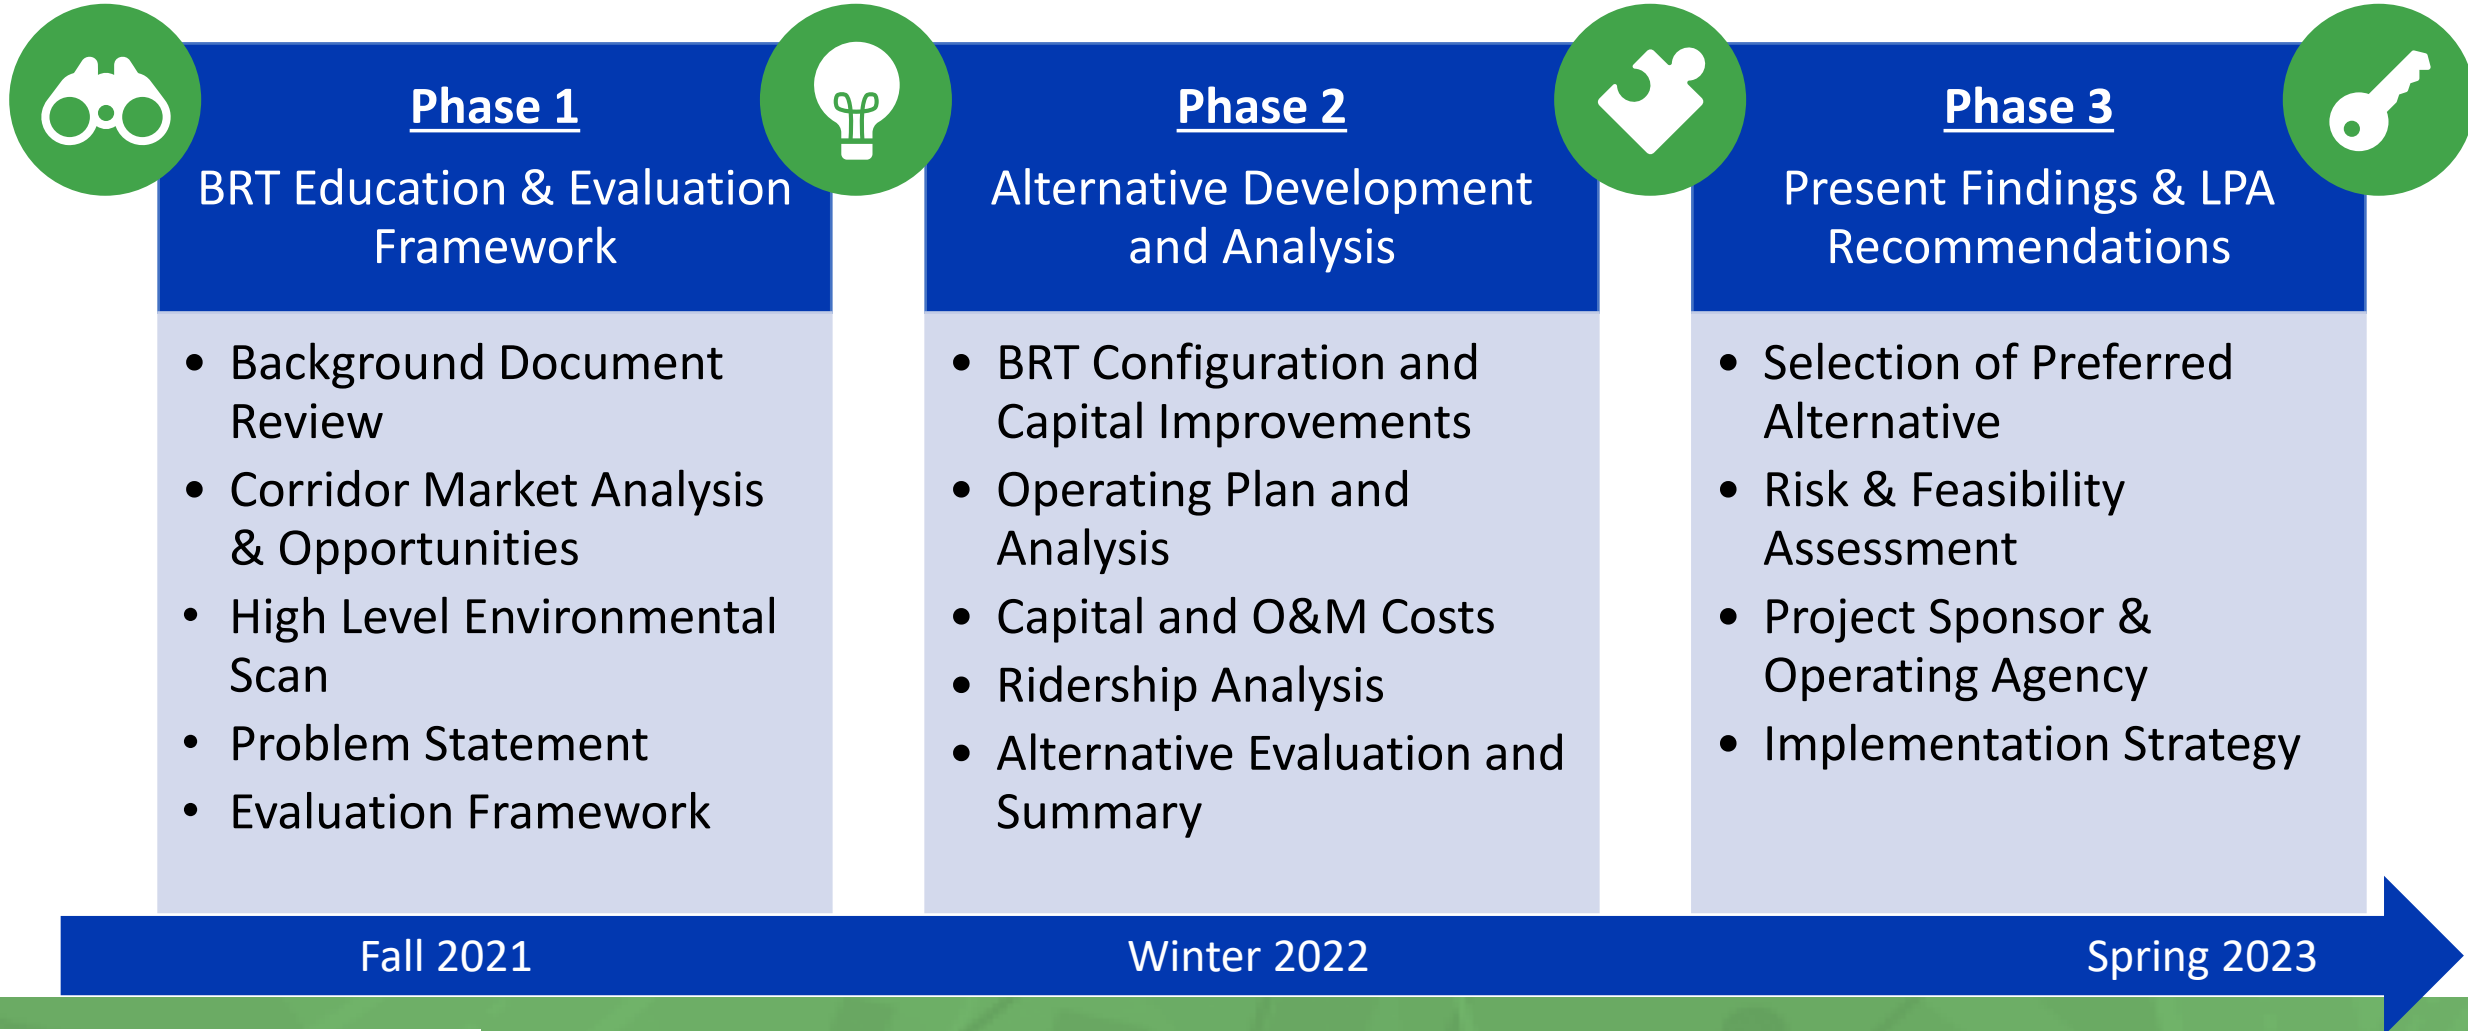 Phase 1
BRT Education & Evaluation
Framework
• Background Document
Review
• Corridor Market Analysis
& Opportunities
• High Level Environmental
Scan
• Problem Statement
• Evaluation Framework
Phase 2
Alternative Development
and Analysis
• BRT Configuration and
Capital Improvements
• Operating Plan and
Analysis
• Capital and O&M Costs
• Ridership Analysis
• Alternative Evaluation and
Summary
Phase 3
Present Findings & LPA
Recommendations
• Selection of Preferred
Alternative
• Risk & Feasibility
Assessment
• Project Sponsor &
Operating Agency
• Implementation Strategy
Fall 2021
Winter 2022
Spring 2023